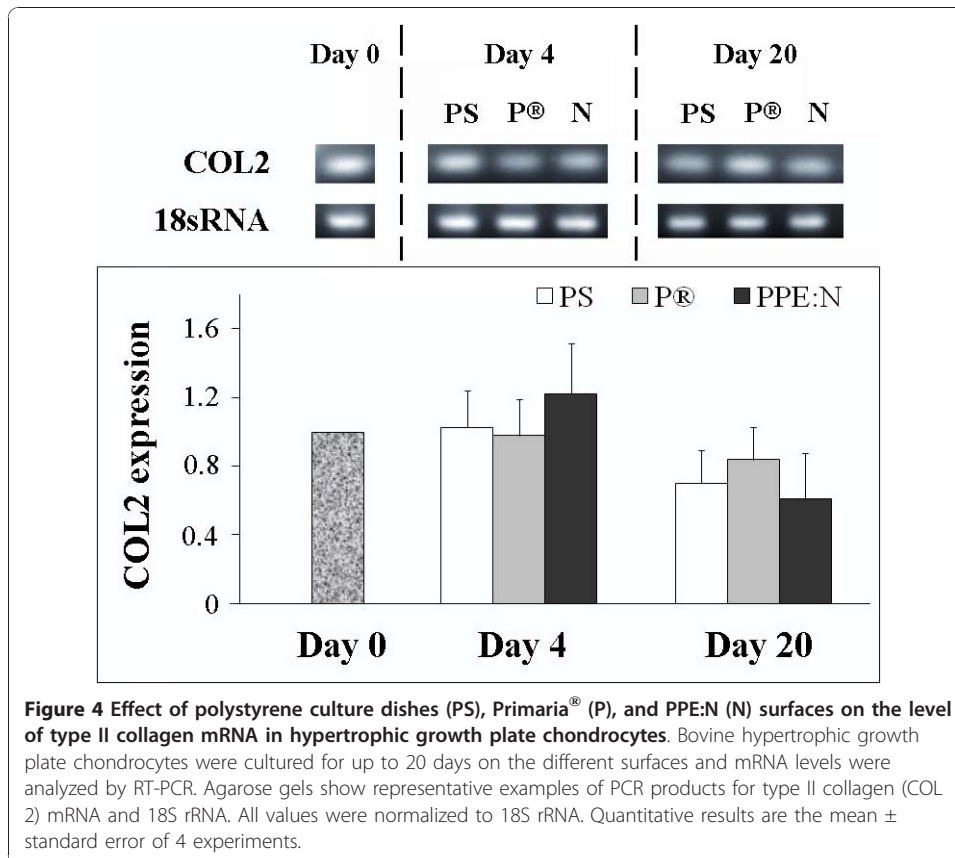 Day 0 Day 4 Day 20
PS P® N PS P® N
COL2
18sRNA
PS P® PPE:N
COL2 expression
1.6
1.2
0.8
0.4
0
Day 0 Day 4 Day 20
Figure 4 Effect of polystyrene culture dishes (PS), Primaria® (P), and PPE:N (N) surfaces on the level
of type II collagen mRNA in hypertrophic growth plate chondrocytes. Bovine hypertrophic growth
plate chondrocytes were cultured for up to 20 days on the different surfaces and mRNA levels were
analyzed by RT-PCR. Agarose gels show representative examples of PCR products for type II collagen (COL
2) mRNA and 18S rRNA. All values were normalized to 18S rRNA. Quantitative results are the mean ±
standard error of 4 experiments.